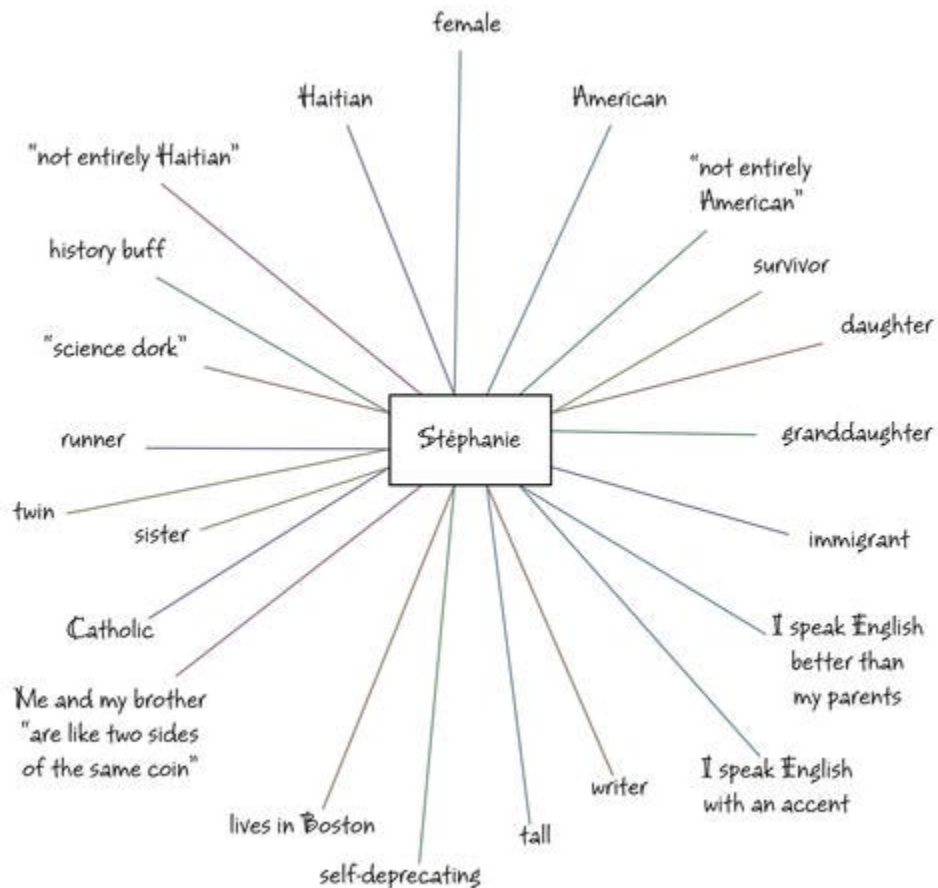 female
Haitian
American
"not entirely Haitian"
"not entirely
American"
history buff
survivor
"science dork"
daughter
runner
Stéphanie
granddaughter
twin
sister
immigrant
Catholic
I speak English
better than
my parents
Me and my brother
"are like two sides
of the same coin"
I speak English
with an accent
writer
lives in Boston
tall
self-deprecating